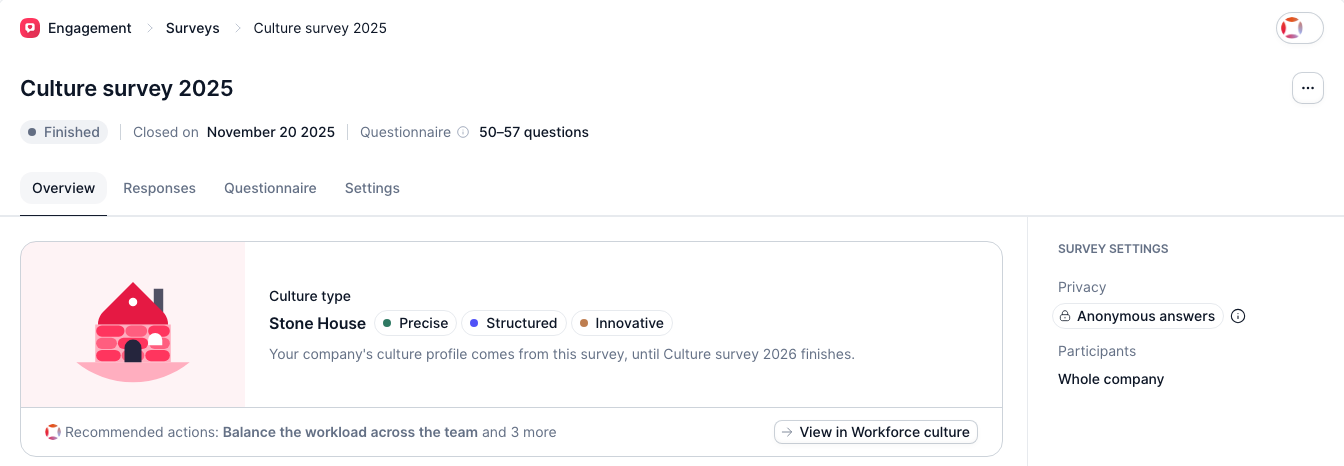 Engagement Surveys Culture survey 2025
Culture survey 2025
Finished Closed on November 20 2025 Questionnaire 50–57 questions
Overview Responses Questionnaire Settings
Culture type
Stone House Precise Structured Innovative
Your company's culture profile comes from this survey, until Culture survey 2026 finishes.
Recommended actions: Balance the workload across the team and 3 more
View in Workforce culture
SURVEY SETTINGS
Privacy
Anonymous answers
Participants
Whole company